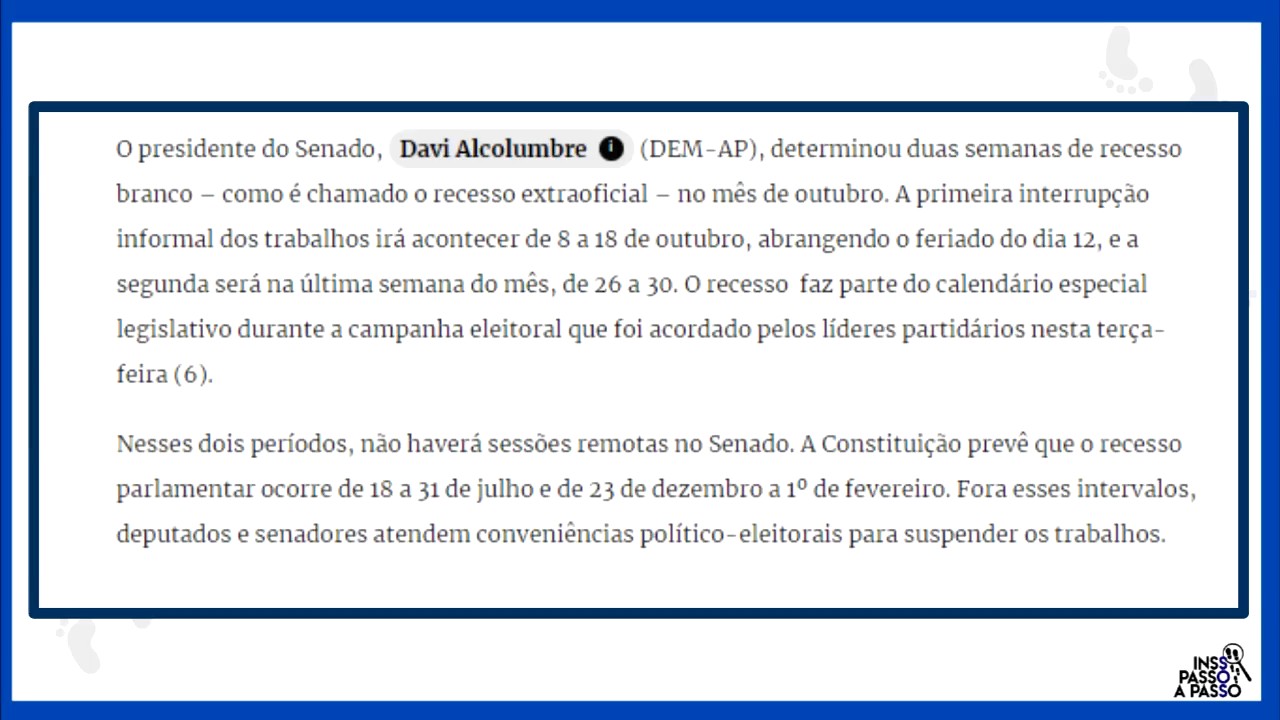 O presidente do Senado, Davi Alcolumbre i (DEM-AP), determinou duas semanas de recesso
branco – como é chamado o recesso extraoficial – no mês de outubro. A primeira interrupção
informal dos trabalhos irá acontecer de 8 a 18 de outubro, abrangendo o feriado do dia 12, e a
segunda será na última semana do mês, de 26 a 30. O recesso faz parte do calendário especial
legislativo durante a campanha eleitoral que foi acordado pelos líderes partidários nesta terça-
feira (6).
Nesses dois períodos, não haverá sessões remotas no Senado. A Constituição prevê que o recesso
parlamentar ocorre de 18 a 31 de julho e de 23 de dezembro a 1º de fevereiro. Fora esses intervalos,
deputados e senadores atendem conveniências político-eleitorais para suspender os trabalhos.
INSS
PASSO
A PASSO